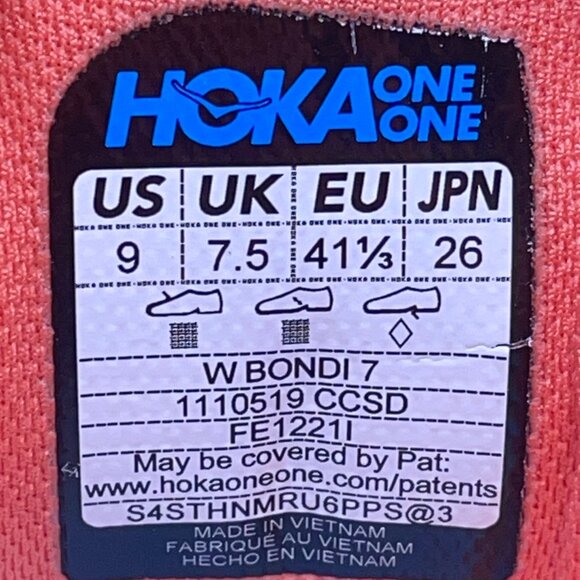 HOKA ONE ONE
US UK EU JPN
9 7.5 41⅓ 26
W BONDI 7
1110519 CCSD
FE1221I
May be covered by Pat:
www.hokaoneone.com/patents
S4STHNMRU6PPS@3
MADE IN VIETNAM
FABRIQUÉ AU VIETNAM
HECHO EN VIETNAM